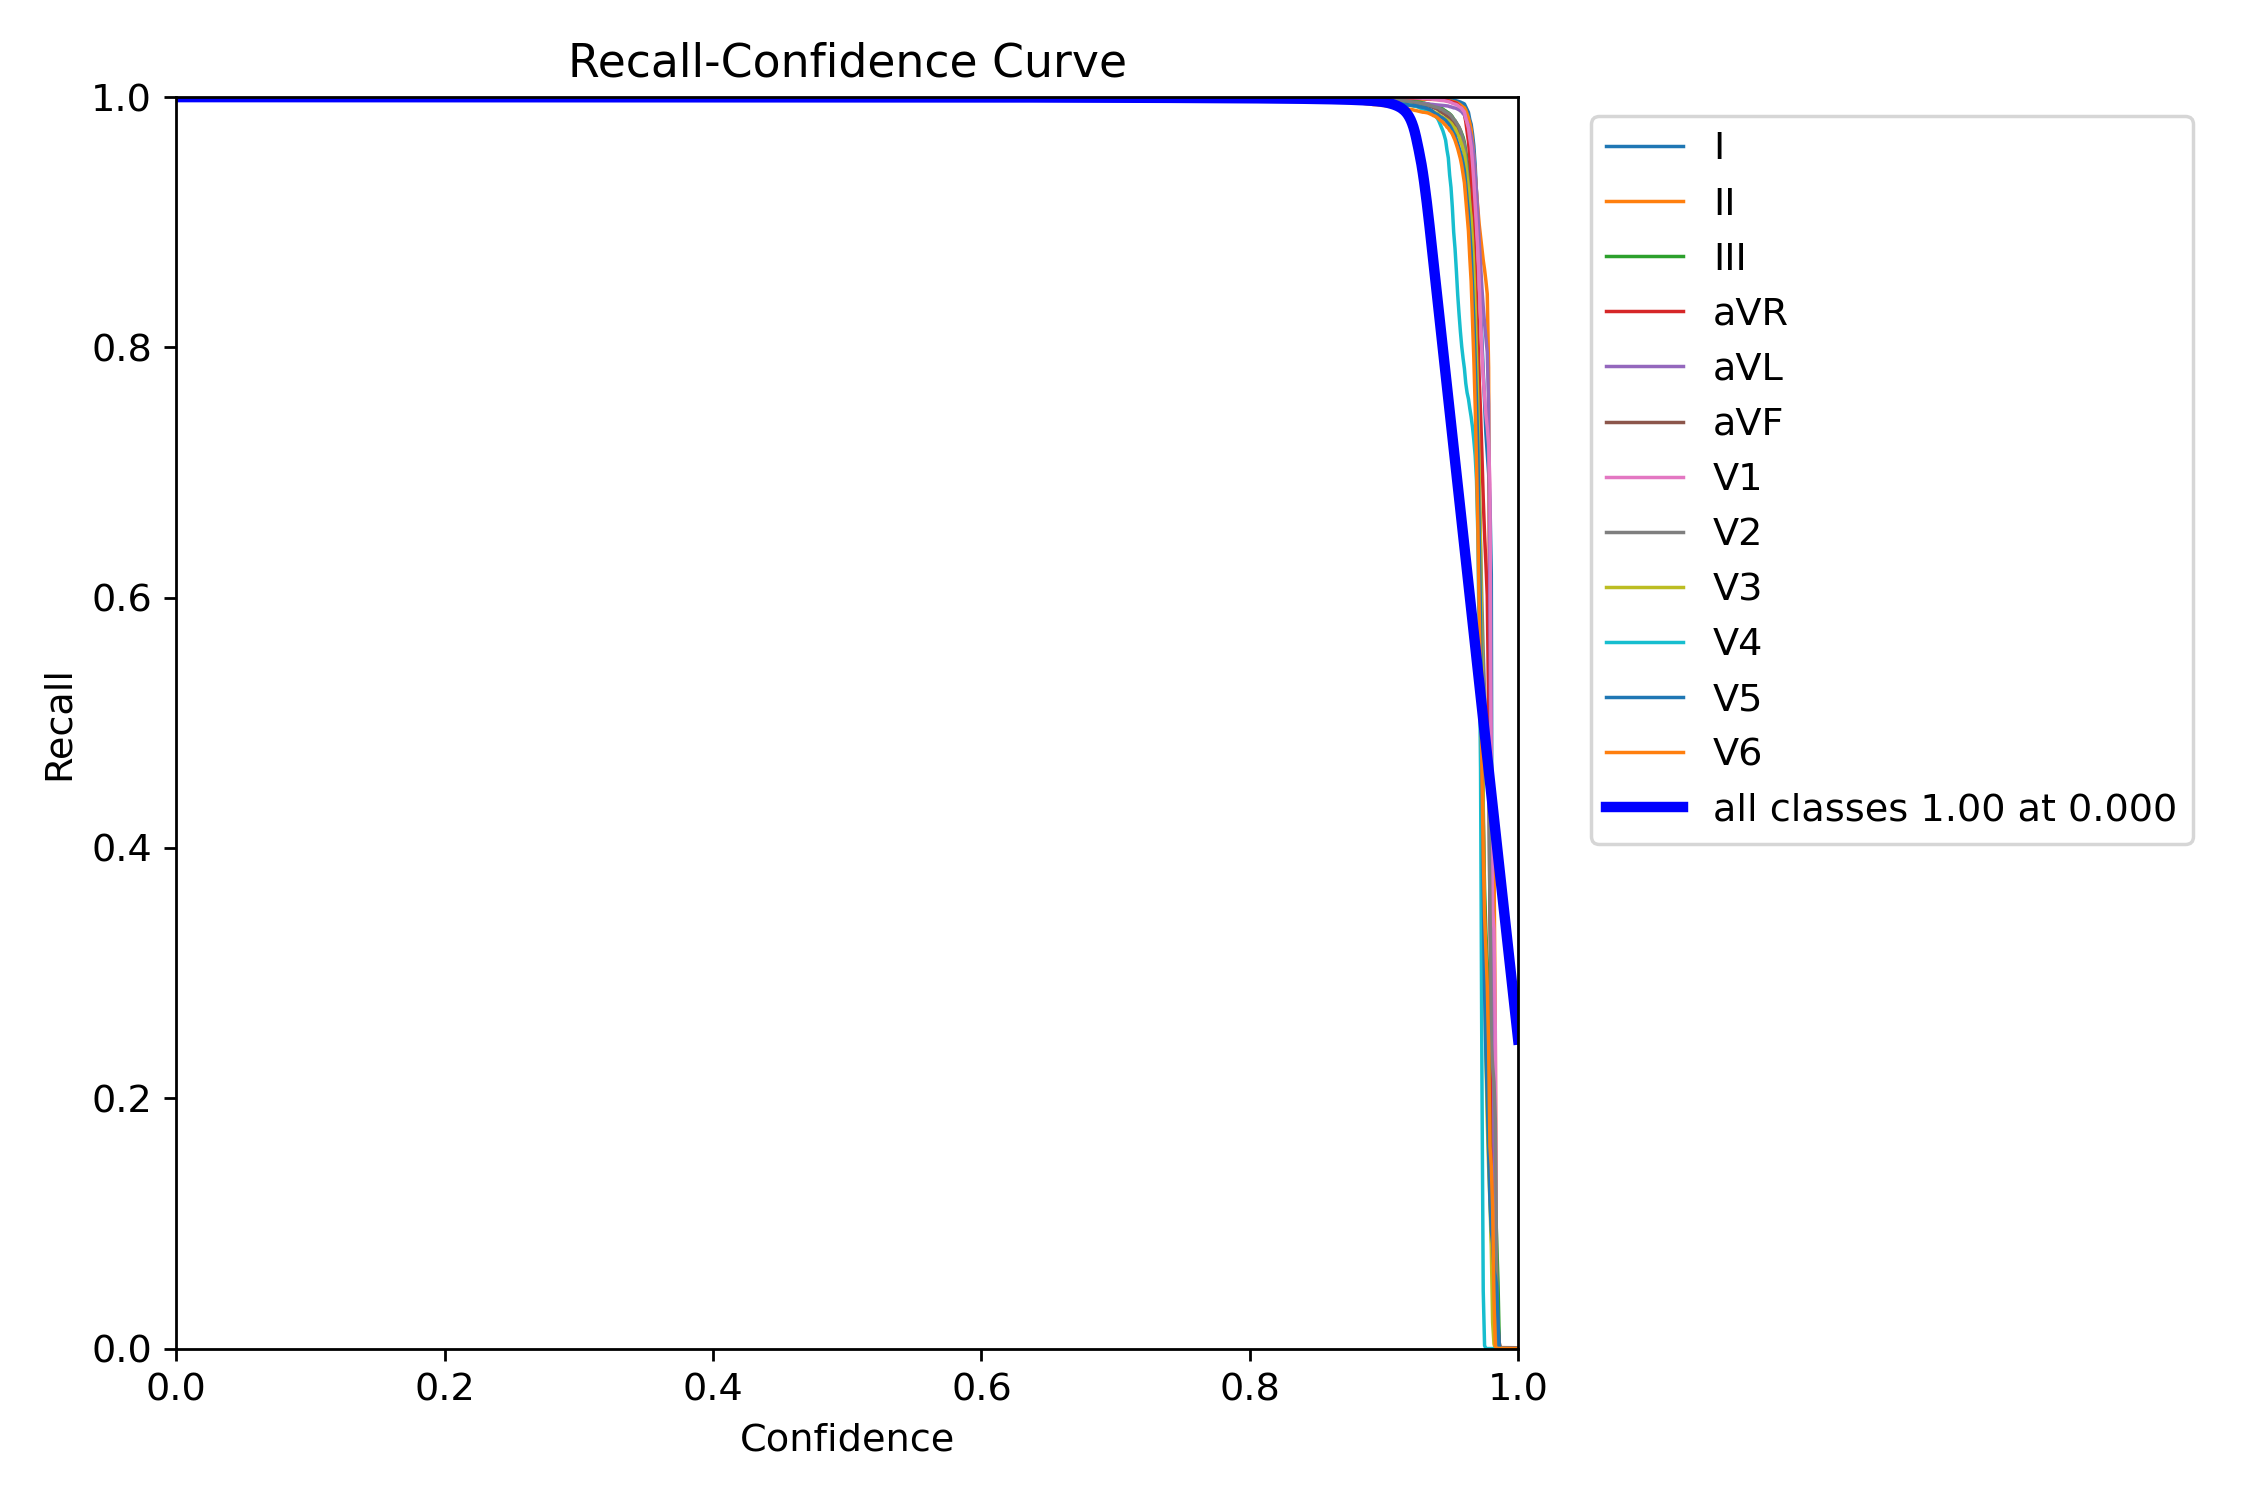 Recall-Confidence Curve
1.0
0.8
0.6
0.4
0.2
0.0
Recall
0.0 0.2 0.4 0.6 0.8 1.0
Confidence
I
II
III
aVR
aVL
aVF
V1
V2
V3
V4
V5
V6
all classes 1.00 at 0.000